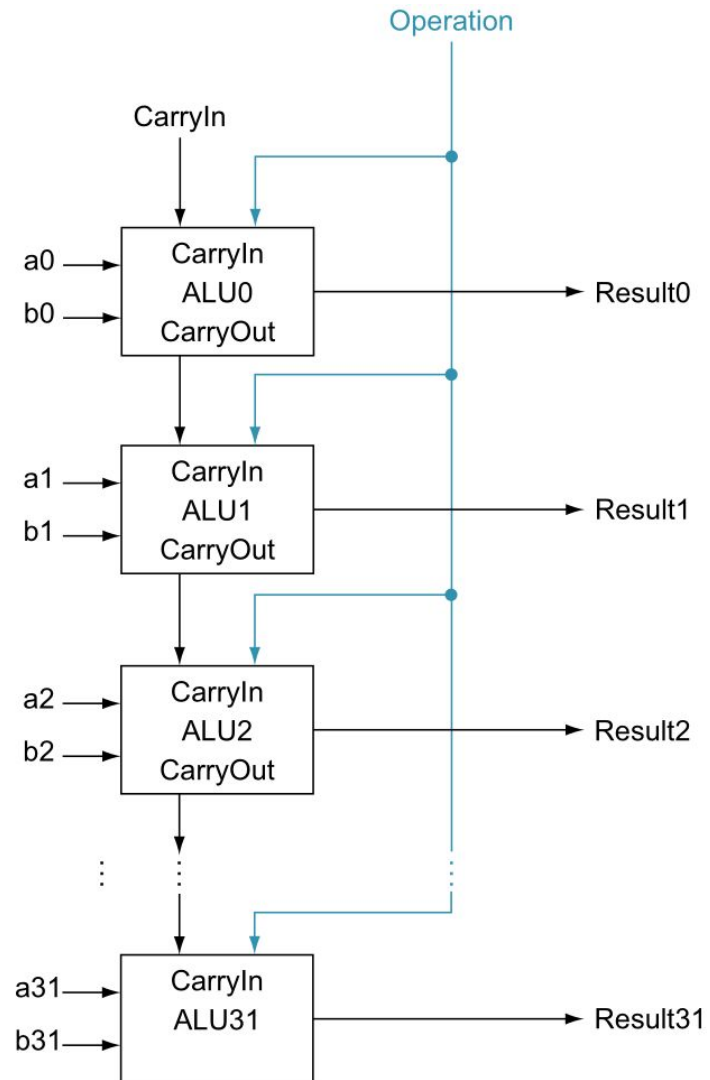 Operation
CarryIn
a0
b0
CarryIn
ALU0
CarryOut
Result0
a1
b1
CarryIn
ALU1
CarryOut
Result1
a2
b2
CarryIn
ALU2
CarryOut
Result2
a31
b31
CarryIn
ALU31
Result31